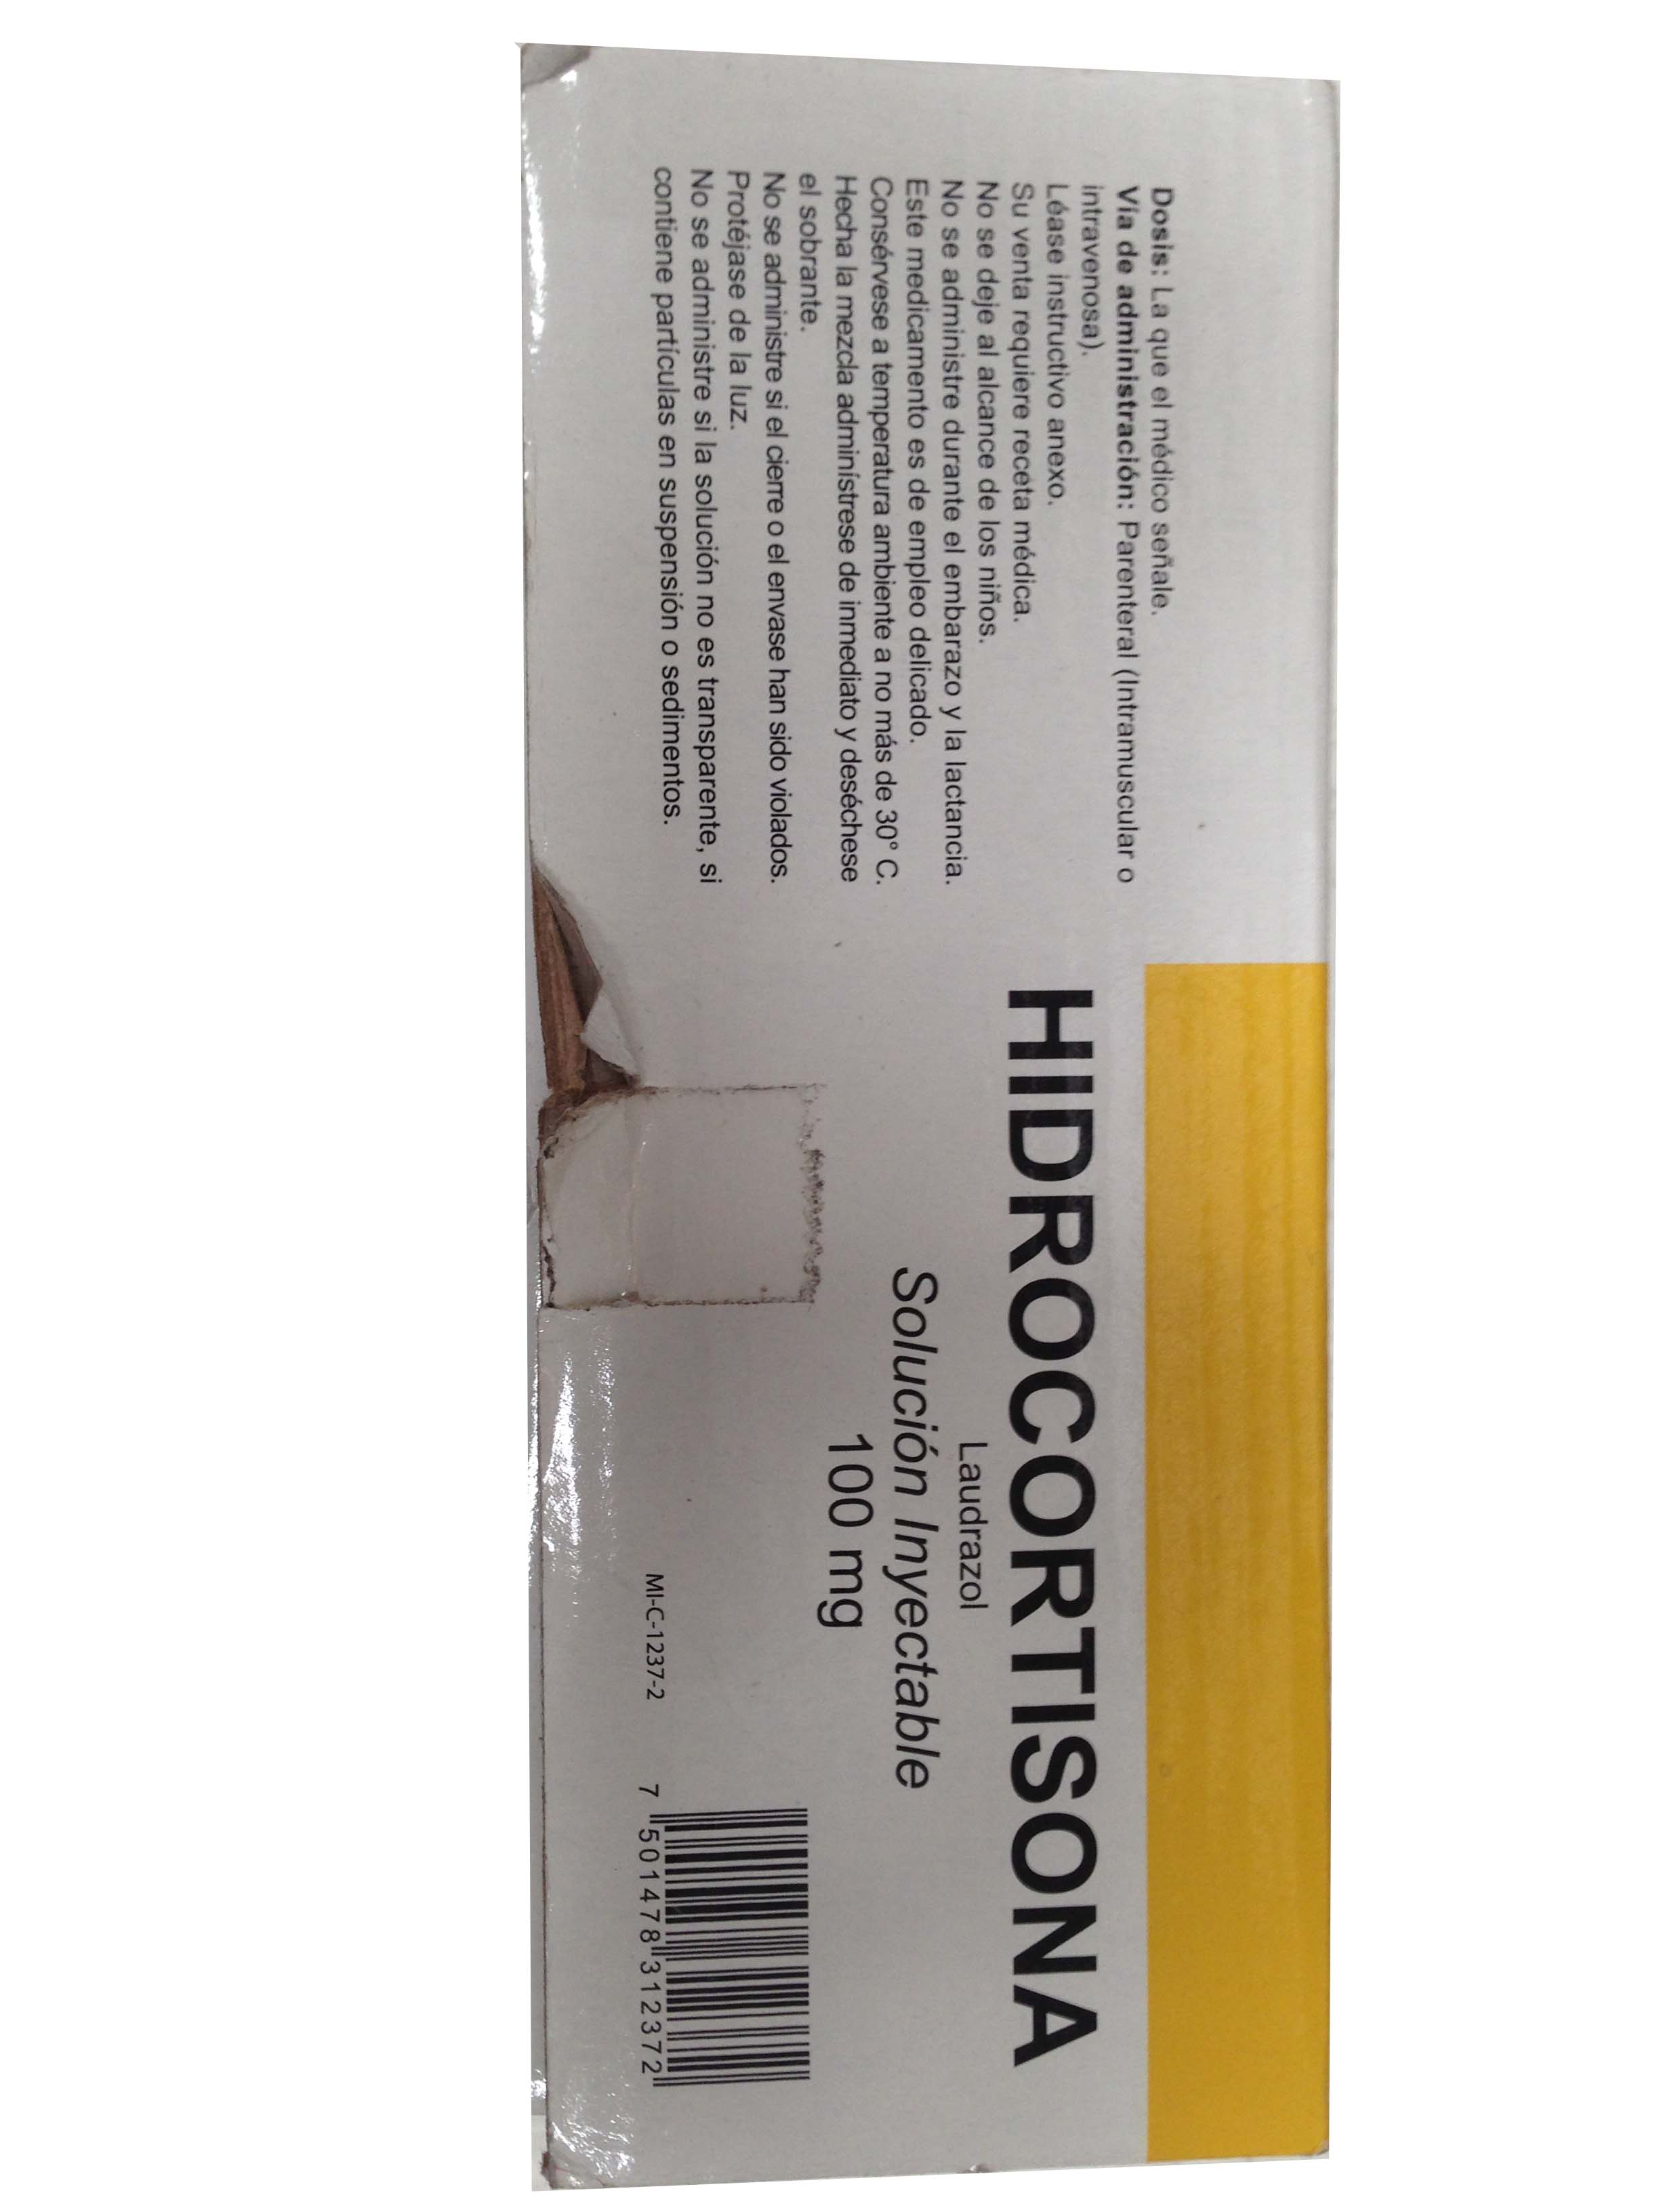 Dosis: La que el médico señale.
Vía de administración: Parenteral (Intramuscular o
intravenosa).
Léase instructivo anexo.
Su venta requiere receta médica.
No se deje al alcance de los niños.
No se administre durante el embarazo y la lactancia.
Este medicamento es de empleo delicado.
Consérvese a temperatura ambiente a no más de 30° C.
Hecha la mezcla adminístrese de inmediato y deséchese
el sobrante.
No se administre si el cierre o el envase han sido violados.
Protéjase de la luz.
No se administre si la solución no es transparente, si
contiene partículas en suspensión o sedimentos.
HIDROCORTISONA
Laudrazol
Solución Inyectable
100 mg
MI-C-1237-2
7 501478 312372